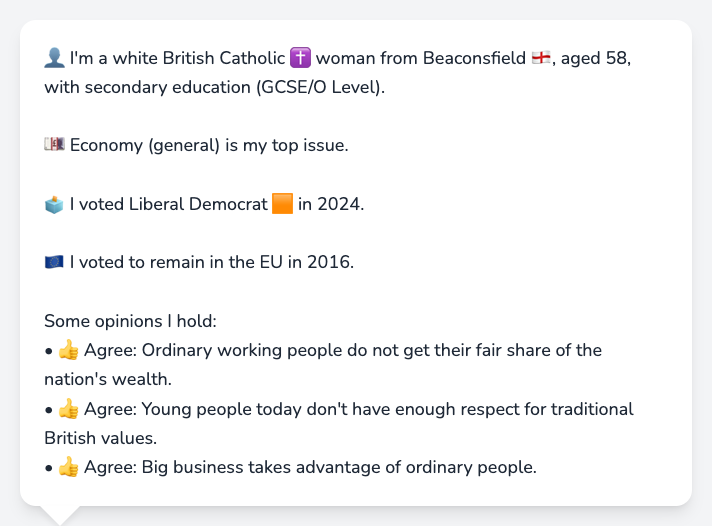 👤 I'm a white British Catholic ✝️ woman from Beaconsfield 🏴󠁧󠁢󠁥󠁮󠁧󠁿, aged 58,
with secondary education (GCSE/O Level).
💷 Economy (general) is my top issue.
🗳️ I voted Liberal Democrat 🟧 in 2024.
🇪🇺 I voted to remain in the EU in 2016.
Some opinions I hold:
• 👍 Agree: Ordinary working people do not get their fair share of the
nation's wealth.
• 👍 Agree: Young people today don't have enough respect for traditional
British values.
• 👍 Agree: Big business takes advantage of ordinary people.